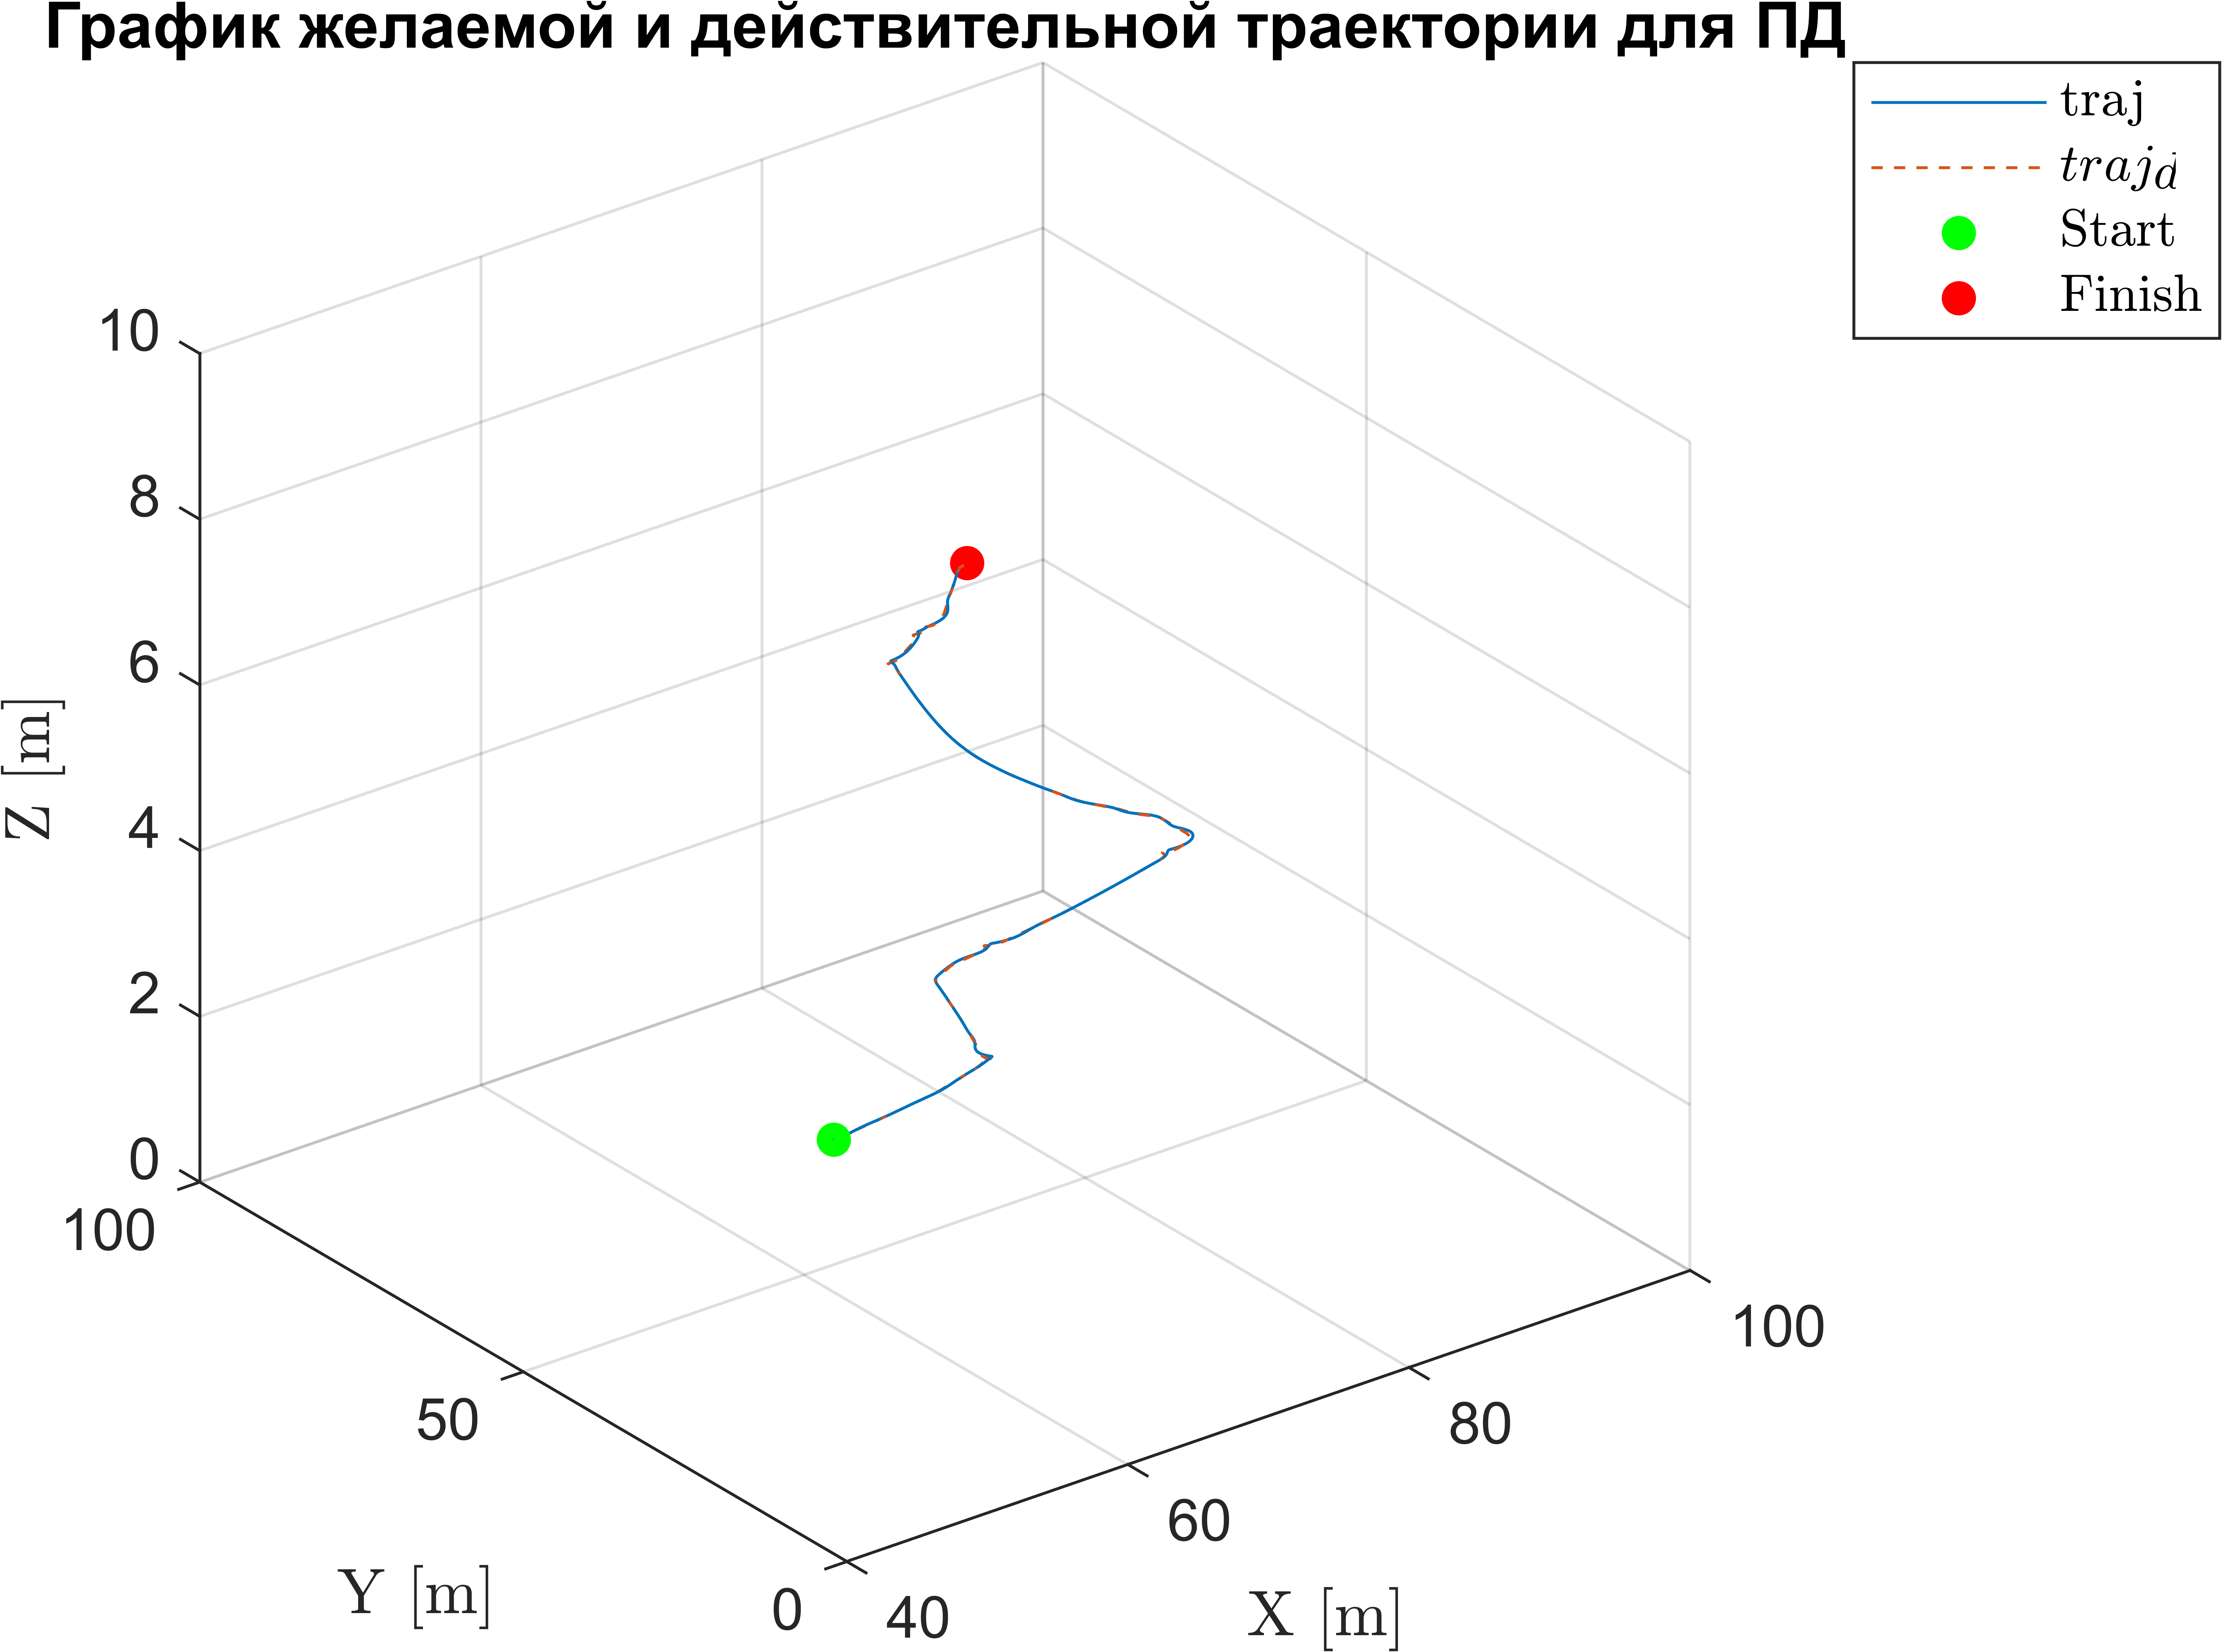 График желаемой и действительной траектории для ПД
traj
traj_d
Start
Finish
10
8
6
4
2
0
Z [m]
100
50
0
Y [m]
40
60
80
100
X [m]